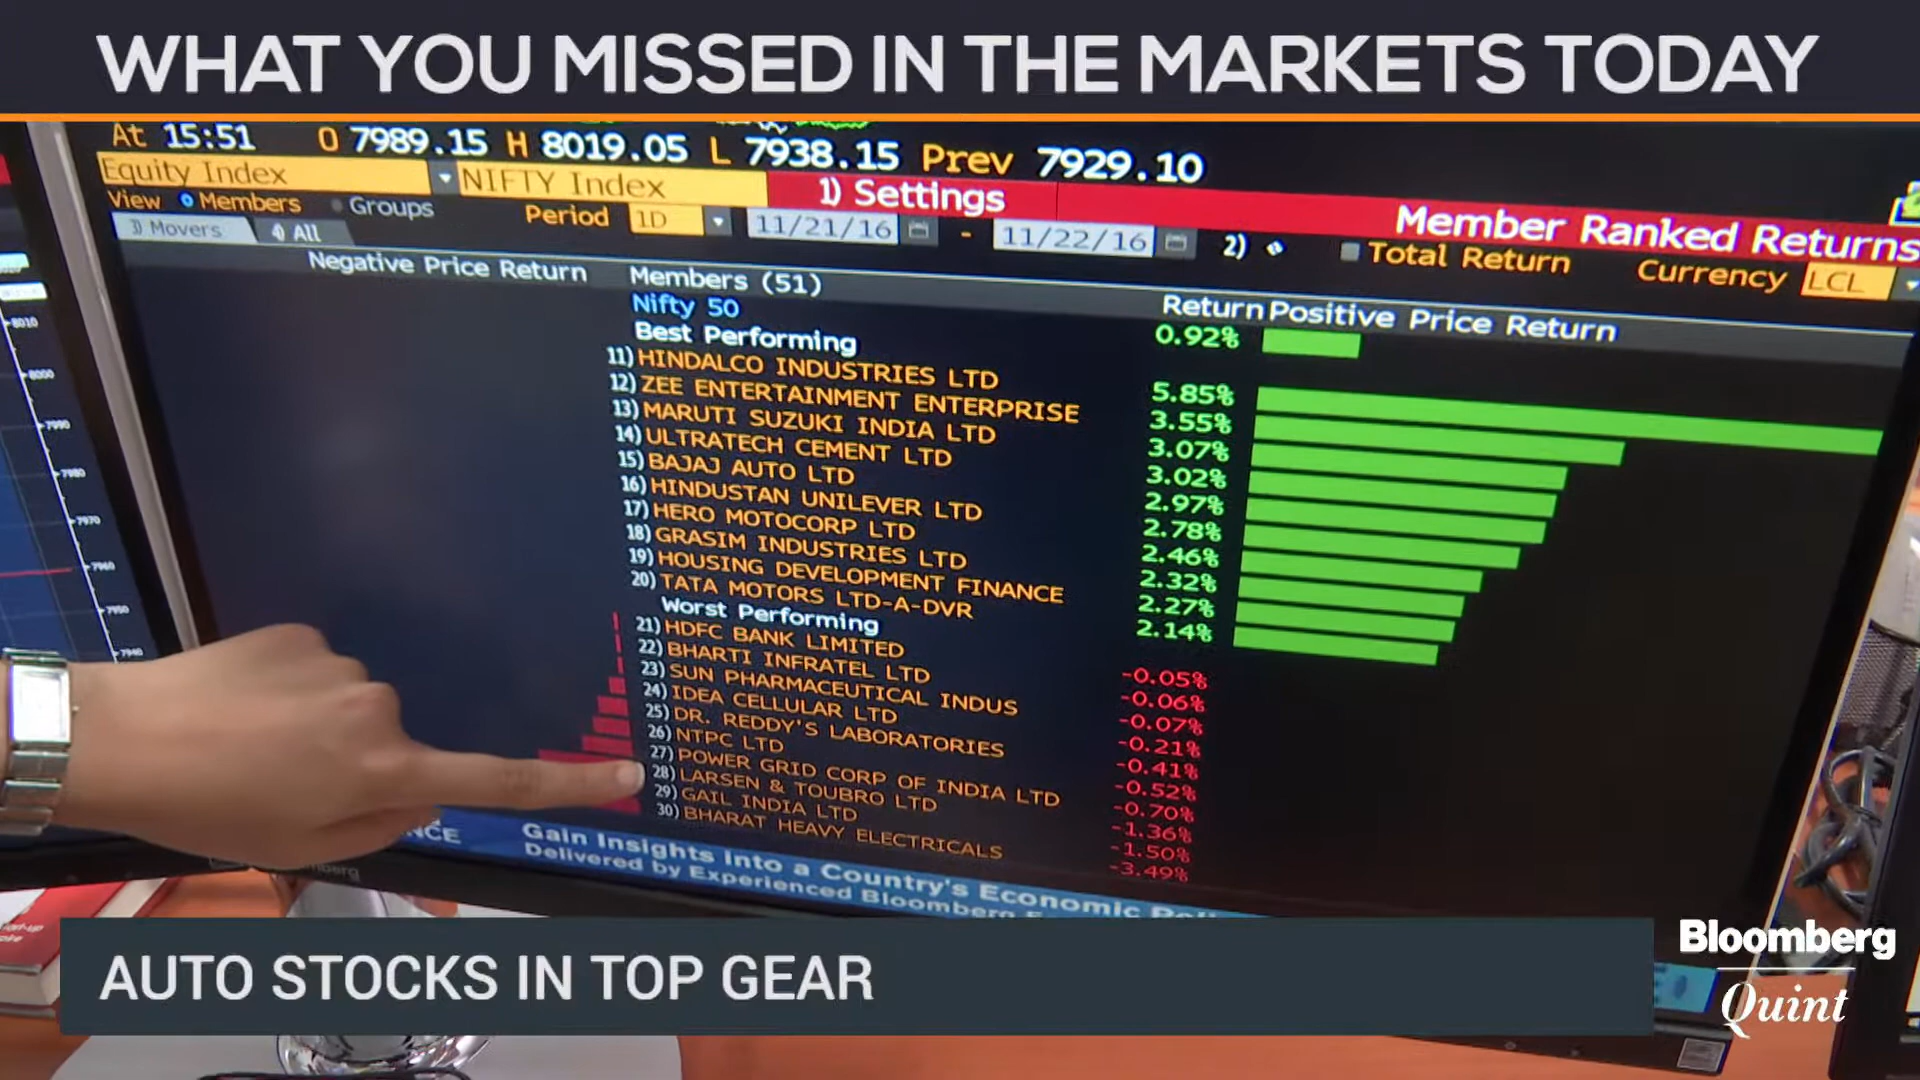 WHAT YOU MISSED IN THE MARKETS TODAY
At 15:51 O 7989.15 H 8019.05 L 7938.15 Prev 7929.10
Equity Index NIFTY Index 1) Settings Member Ranked Returns
View Members Groups Period 1D 11/21/16 - 11/22/16 2) Total Return Currency LCL
3) Movers 4) All
Negative Price Return Members (51) Return Positive Price Return
Nifty 50 0.92%
Best Performing
11) HINDALCO INDUSTRIES LTD 5.85%
12) ZEE ENTERTAINMENT ENTERPRISE 3.55%
13) MARUTI SUZUKI INDIA LTD 3.07%
14) ULTRATECH CEMENT LTD 3.02%
15) BAJAJ AUTO LTD 2.97%
16) HINDUSTAN UNILEVER LTD 2.78%
17) HERO MOTOCORP LTD 2.46%
18) GRASIM INDUSTRIES LTD 2.32%
19) HOUSING DEVELOPMENT FINANCE 2.27%
20) TATA MOTORS LTD-A-DVR 2.14%
Worst Performing
21) HDFC BANK LIMITED -0.05%
22) BHARTI INFRATEL LTD -0.06%
23) SUN PHARMACEUTICAL INDUS -0.07%
24) IDEA CELLULAR LTD -0.21%
25) DR. REDDY'S LABORATORIES -0.41%
26) NTPC LTD -0.52%
27) POWER GRID CORP OF INDIA LTD -0.70%
28) LARSEN & TOUBRO LTD -1.36%
29) GAIL INDIA LTD -1.50%
30) BHARAT HEAVY ELECTRICALS -3.49%
Gain Insights Into a Country's Economic
Delivered by Experienced Bloomberg
8010
8000
7990
7980
7970
7960
7950
7940
AUTO STOCKS IN TOP GEAR
Bloomberg
Quint